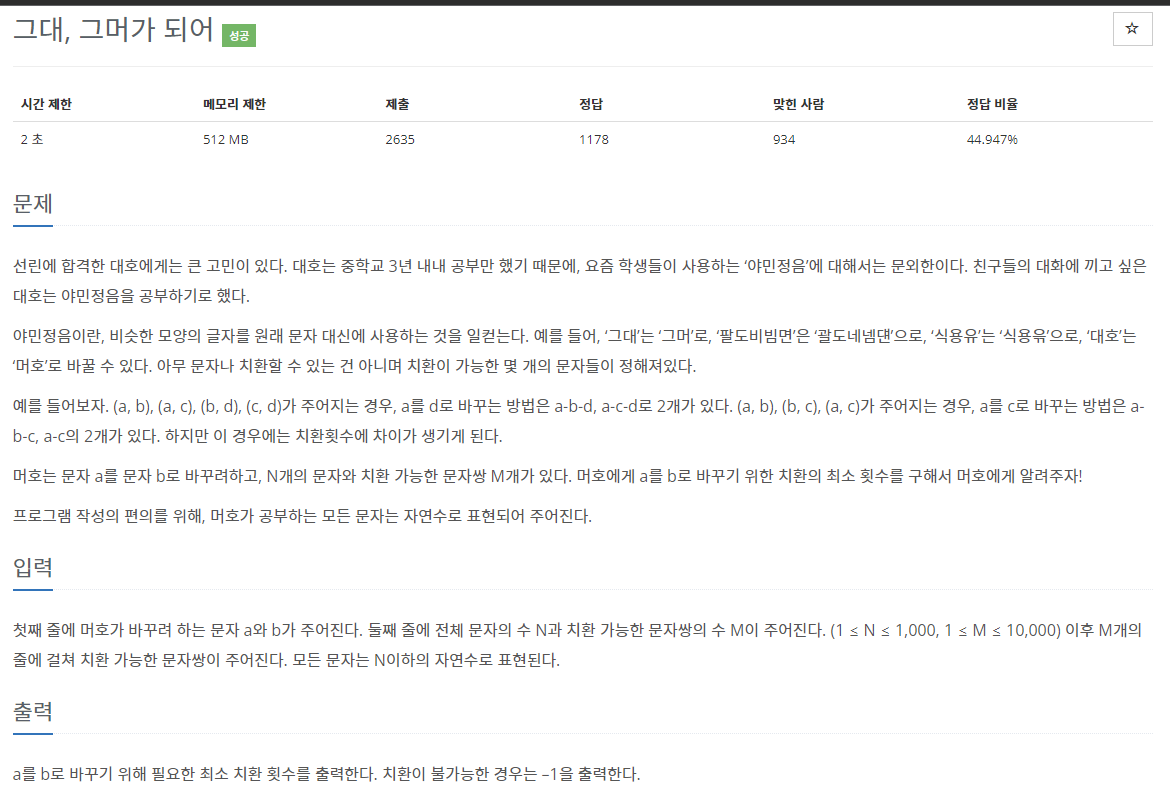 그대, 그머가 되어 성공
☆
시간 제한 메모리 제한 제출 정답 맞힌 사람 정답 비율
2 초 512 MB 2635 1178 934 44.947%
문제
선린에 합격한 대호에게는 큰 고민이 있다. 대호는 중학교 3년 내내 공부만 했기 때문에, 요즘 학생들이 사용하는 ‘야민정음’에 대해서는 문외한이다. 친구들의 대화에 끼고 싶은
대호는 야민정음을 공부하기로 했다.
야민정음이란, 비슷한 모양의 글자를 원래 문자 대신에 사용하는 것을 일컫는다. 예를 들어, ‘그대’는 ‘그머’로, ‘팔도비빔면’은 ‘괄도네넴띤’으로, ‘식용유’는 ‘식용윾’으로, ‘대호’는
‘머호’로 바꿀 수 있다. 아무 문자나 치환할 수 있는 건 아니며 치환이 가능한 몇 개의 문자들이 정해져있다.
예를 들어보자. (a, b), (a, c), (b, d), (c, d)가 주어지는 경우, a를 d로 바꾸는 방법은 a-b-d, a-c-d로 2개가 있다. (a, b), (b, c), (a, c)가 주어지는 경우, a를 c로 바꾸는 방법은 a-
b-c, a-c의 2개가 있다. 하지만 이 경우에는 치환횟수에 차이가 생기게 된다.
머호는 문자 a를 문자 b로 바꾸려하고, N개의 문자와 치환 가능한 문자쌍 M개가 있다. 머호에게 a를 b로 바꾸기 위한 치환의 최소 횟수를 구해서 머호에게 알려주자!
프로그램 작성의 편의를 위해, 머호가 공부하는 모든 문자는 자연수로 표현되어 주어진다.
입력
첫째 줄에 머호가 바꾸려 하는 문자 a와 b가 주어진다. 둘째 줄에 전체 문자의 수 N과 치환 가능한 문자쌍의 수 M이 주어진다. (1 ≤ N ≤ 1,000, 1 ≤ M ≤ 10,000) 이후 M개의
줄에 걸쳐 치환 가능한 문자쌍이 주어진다. 모든 문자는 N이하의 자연수로 표현된다.
출력
a를 b로 바꾸기 위해 필요한 최소 치환 횟수를 출력한다. 치환이 불가능한 경우는 –1을 출력한다.